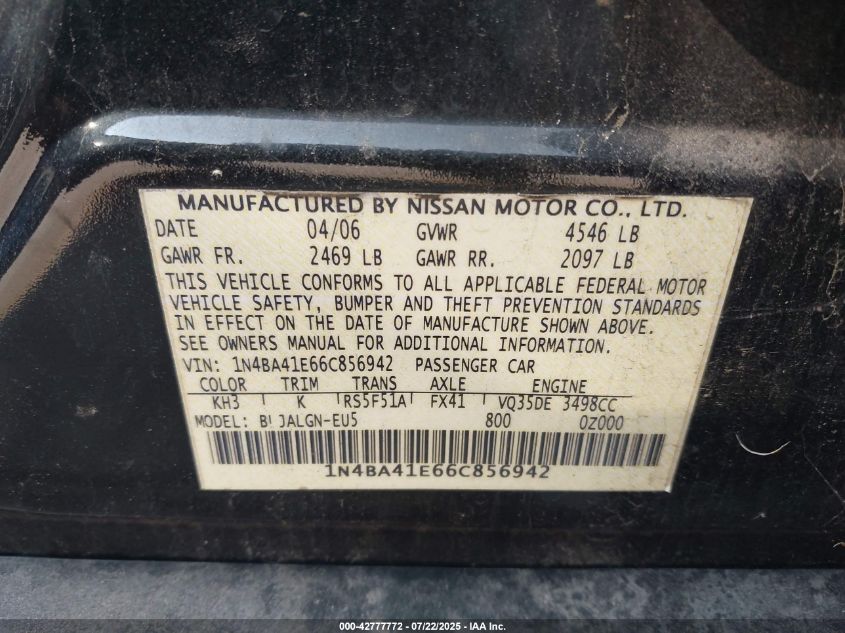 MANUFACTURED BY NISSAN MOTOR CO., LTD.
DATE 04/06 GVWR 4546 LB
GAWR FR. 2469 LB GAWR RR. 2097 LB
THIS VEHICLE CONFORMS TO ALL APPLICABLE FEDERAL MOTOR
VEHICLE SAFETY, BUMPER AND THEFT PREVENTION STANDARDS
IN EFFECT ON THE DATE OF MANUFACTURE SHOWN ABOVE.
SEE OWNERS MANUAL FOR ADDITIONAL INFORMATION.
VIN: 1N4BA41E66C856942 PASSENGER CAR
COLOR TRIM TRANS AXLE ENGINE
KH3 K RS5F51A FX41 VQ35DE 3498CC
MODEL: JALGN-EU5 800 0Z000
1N4BA41E66C856942
000-42777772 - 07/22/2025 - IAA Inc.